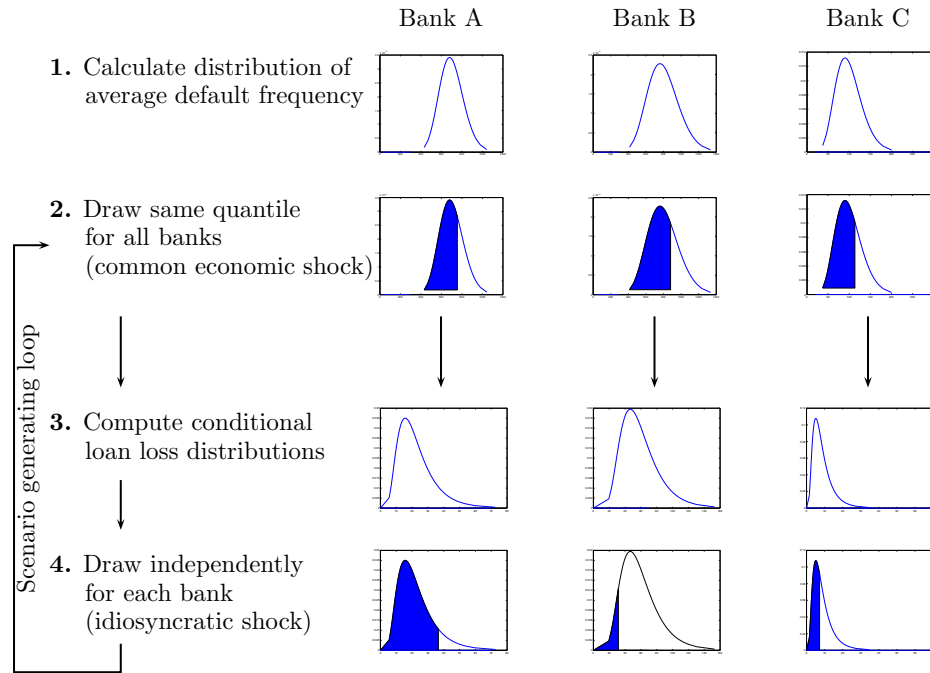 Bank A
Bank B
Bank C
1. Calculate distribution of
average default frequency
2. Draw same quantile
for all banks
(common economic shock)
Scenario generating loop
3. Compute conditional
loan loss distributions
4. Draw independently
for each bank
(idiosyncratic shock)